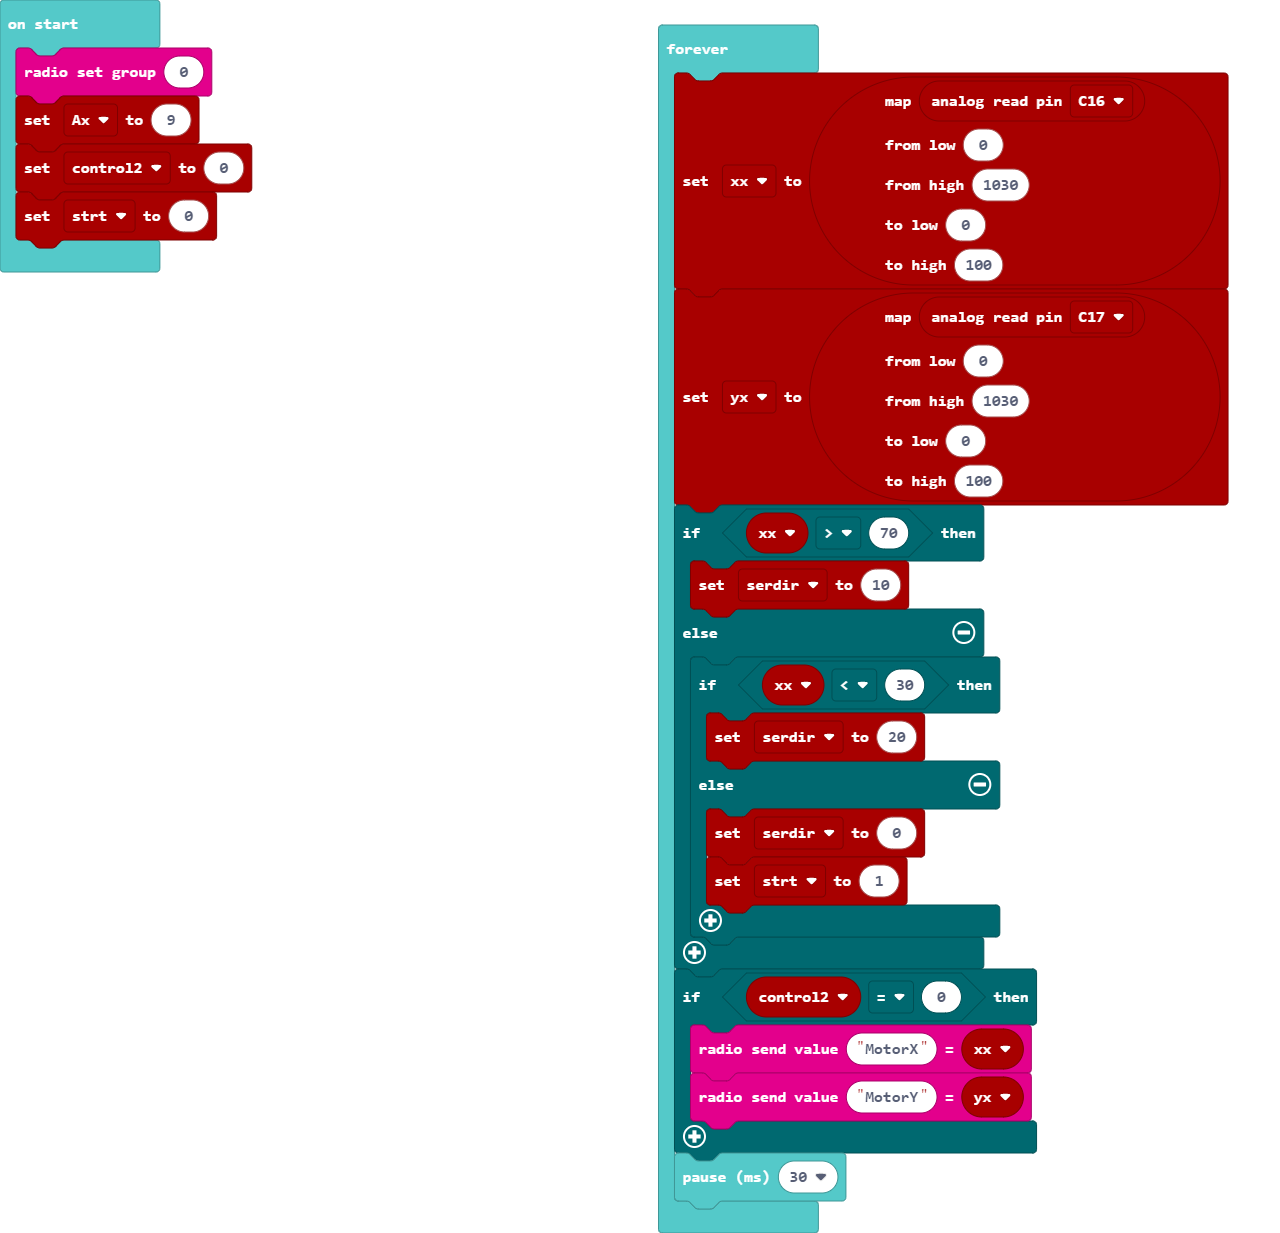 on start
radio set group 0
set Ax to 9
set control2 to 0
set strt to 0
forever
set xx to map analog read pin C16
from low 0
from high 1030
to low 0
to high 100
set yx to map analog read pin C17
from low 0
from high 1030
to low 0
to high 100
if xx > 70 then
set serdir to 10
else
if xx < 30 then
set serdir to 20
else
set serdir to 0
set strt to 1
if control2 = 0 then
radio send value "MotorX" = xx
radio send value "MotorY" = yx
pause (ms) 30